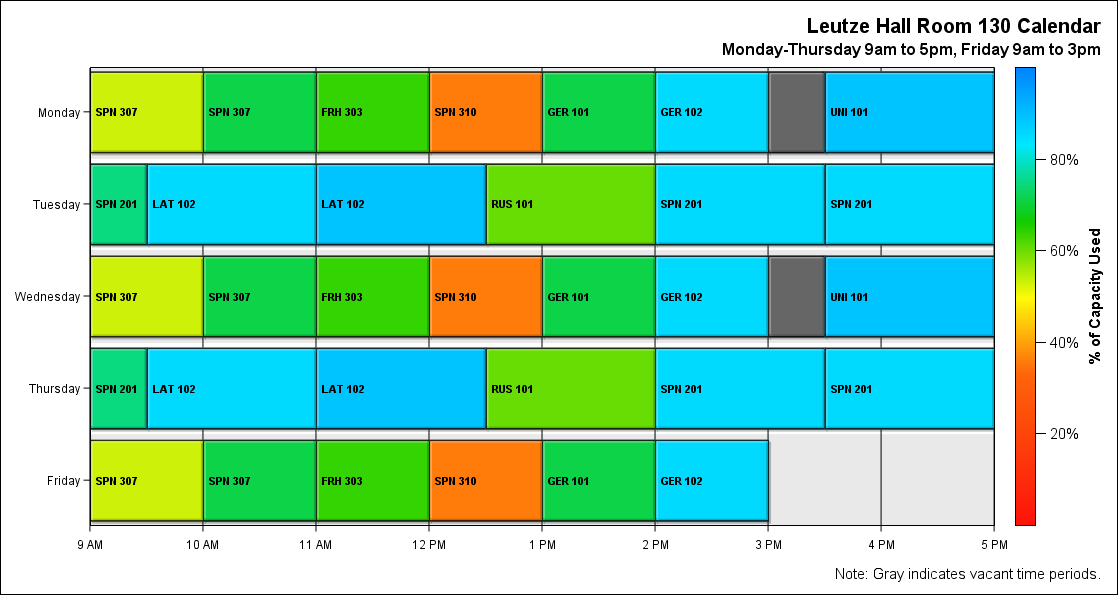 Leutze Hall Room 130 Calendar
Monday-Thursday 9am to 5pm, Friday 9am to 3pm
Monday
SPN 307
SPN 307
FRH 303
SPN 310
GER 101
GER 102
UNI 101
Tuesday
SPN 201
LAT 102
LAT 102
RUS 101
SPN 201
SPN 201
Wednesday
SPN 307
SPN 307
FRH 303
SPN 310
GER 101
GER 102
UNI 101
Thursday
SPN 201
LAT 102
LAT 102
RUS 101
SPN 201
SPN 201
Friday
SPN 307
SPN 307
FRH 303
SPN 310
GER 101
GER 102
9 AM
10 AM
11 AM
12 PM
1 PM
2 PM
3 PM
4 PM
5 PM
80%
60%
40%
20%
% of Capacity Used
Note: Gray indicates vacant time periods.